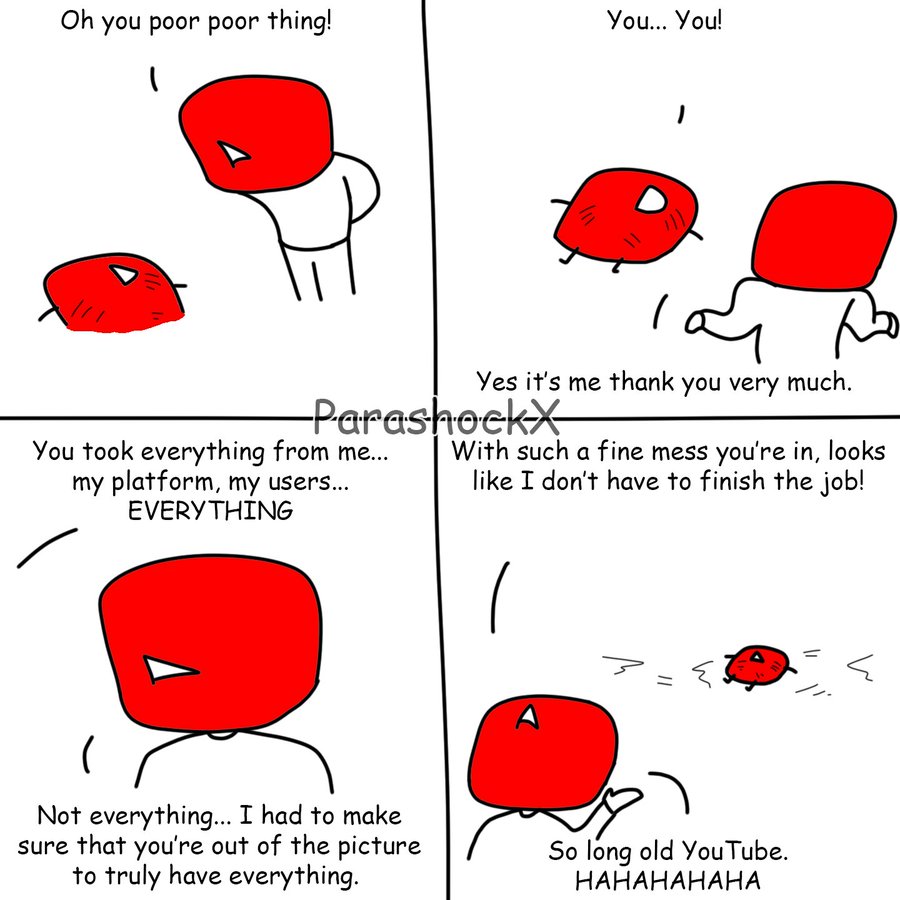 Oh you poor poor thing!
You... You!
Yes it's me thank you very much.
ParashockX
You took everything from me...
my platform, my users...
EVERYTHING
Not everything... I had to make
sure that you're out of the picture
to truly have everything.
With such a fine mess you're in, looks
like I don't have to finish the job!
So long old YouTube.
HAHAHAHAHA